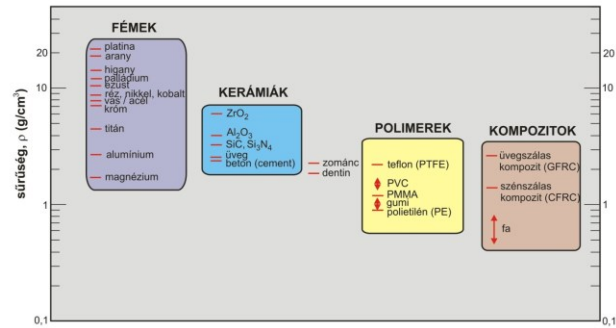 FÉMEK
platina
arany
higany
palládium
ezüst
réz, nikkel, kobalt
vas / acél
króm
titán
alumínium
magnézium
KERÁMIÁK
ZrO₂
Al₂O₃
SiC, Si₃N₄
üveg
beton (cement)
zománc
dentin
POLIMEREK
teflon (PTFE)
PVC
PMMA
gumi
polietilén (PE)
KOMPOZITOK
üvegszálas
kompozit (GFRC)
szénszálas
kompozit (CFRC)
fa
sűrűség, ρ (g/cm³)
20
10
1
0,1
20
10
1
0,1